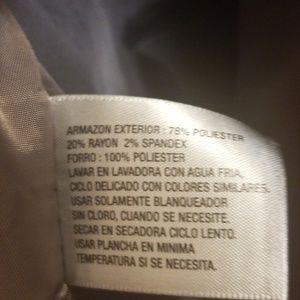 ARMAZON EXTERIOR : 78% POLIESTER
20% RAYON 2% SPANDEX
FORRO : 100% POLIESTER
LAVAR EN LAVADORA CON AGUA FRIA,
CICLO DELICADO CON COLORES SIMILARES.
USAR SOLAMENTE BLANQUEADOR
SIN CLORO, CUANDO SE NECESITE.
SECAR EN SECADORA CICLO LENTO.
USAR PLANCHA EN MINIMA
TEMPERATURA SI SE NECESITA.